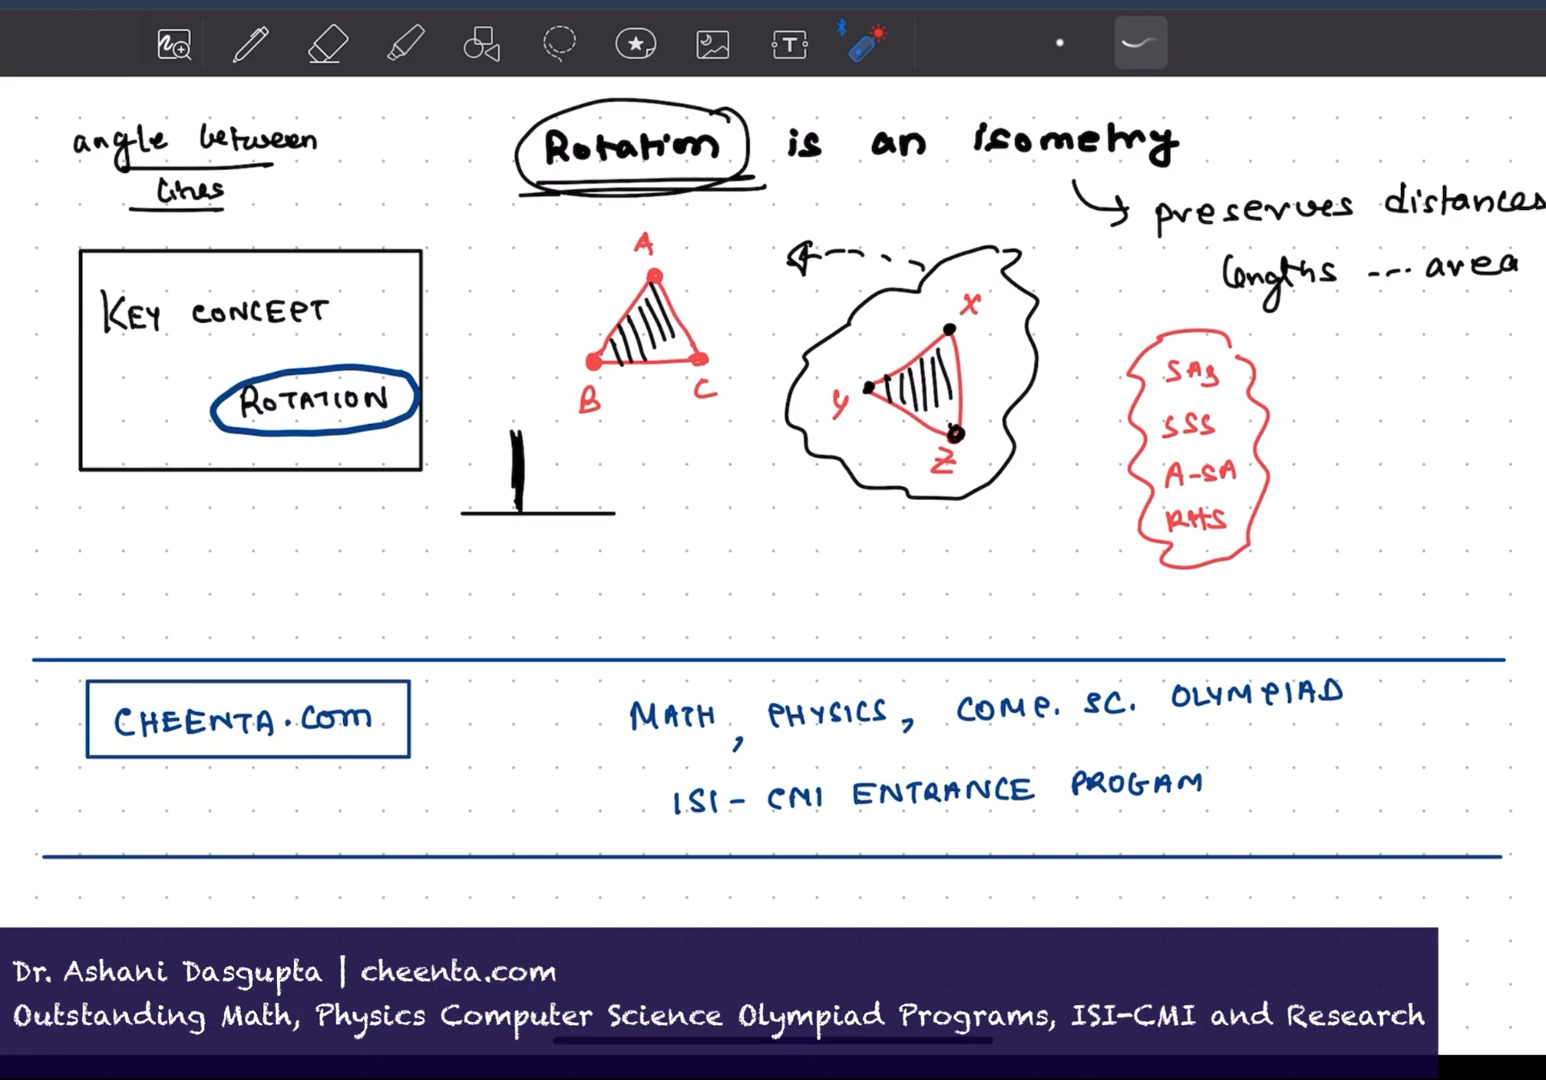 angle between
lines
Rotation is an isometry
preserves distances
lengths --- area
KEY CONCEPT
ROTATION
A
B
C
X
Y
Z
SAS
SSS
A-SA
RHS
CHEENTA.COM
MATH, PHYSICS, COMP. SC. OLYMPIAD
ISI - CMI ENTRANCE PROGAM
Dr. Ashani Dasgupta | cheenta.com
Outstanding Math, Physics Computer Science Olympiad Programs, ISI-CMI and Research